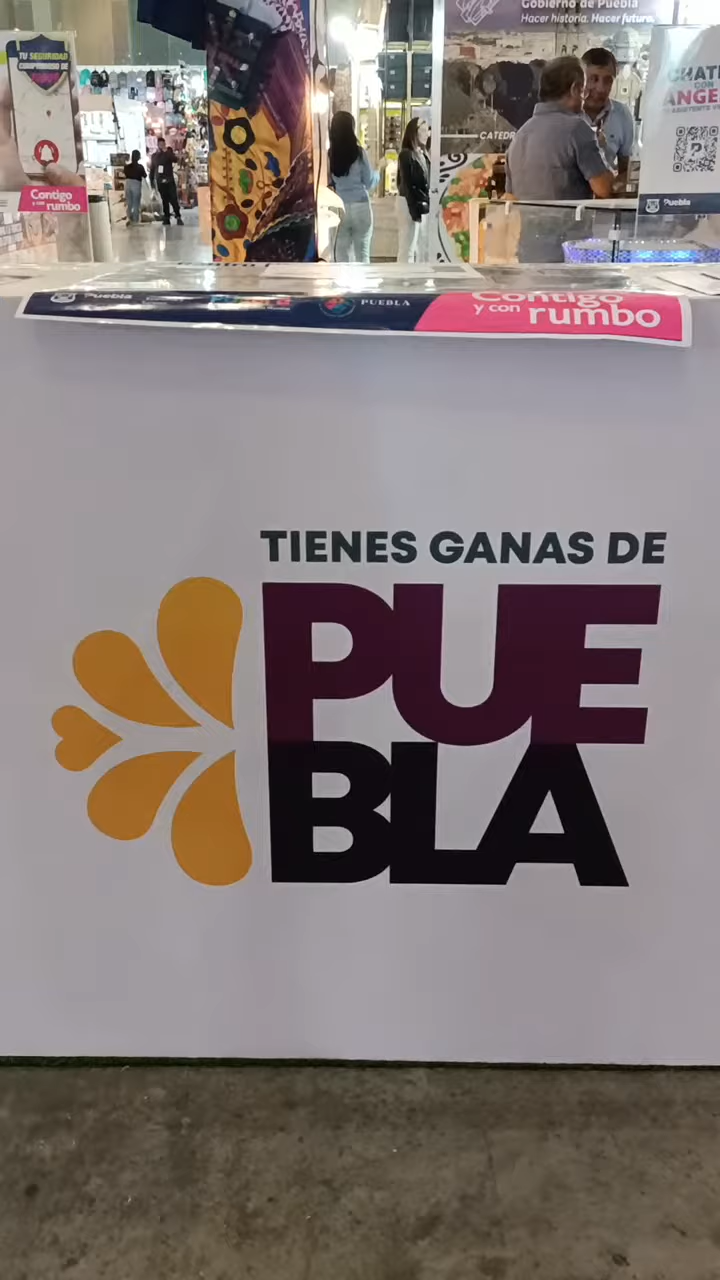 Gobierno de Puebla
Hacer historia. Hacer futuro.
TU SEGURIDAD
Contigo
y con rumbo
CHATEA
CON
ANGE
Puebla
Puebla
PUEBLA
Contigo
y con rumbo
TIENES GANAS DE
PUE
BLA